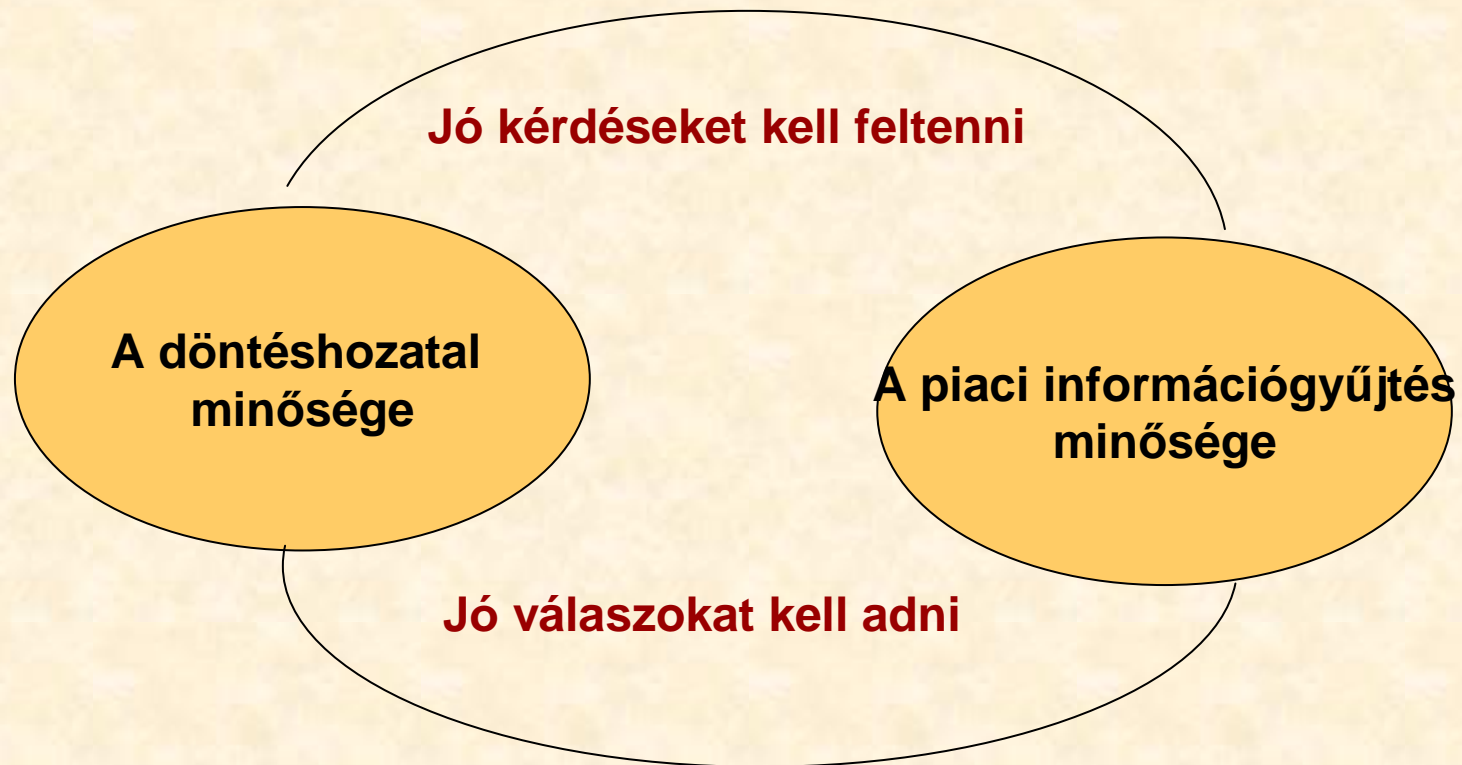 Jó kérdéseket kell feltenni
A döntéshozatal
minősége
A piaci információgyűjtés
minősége
Jó válaszokat kell adni